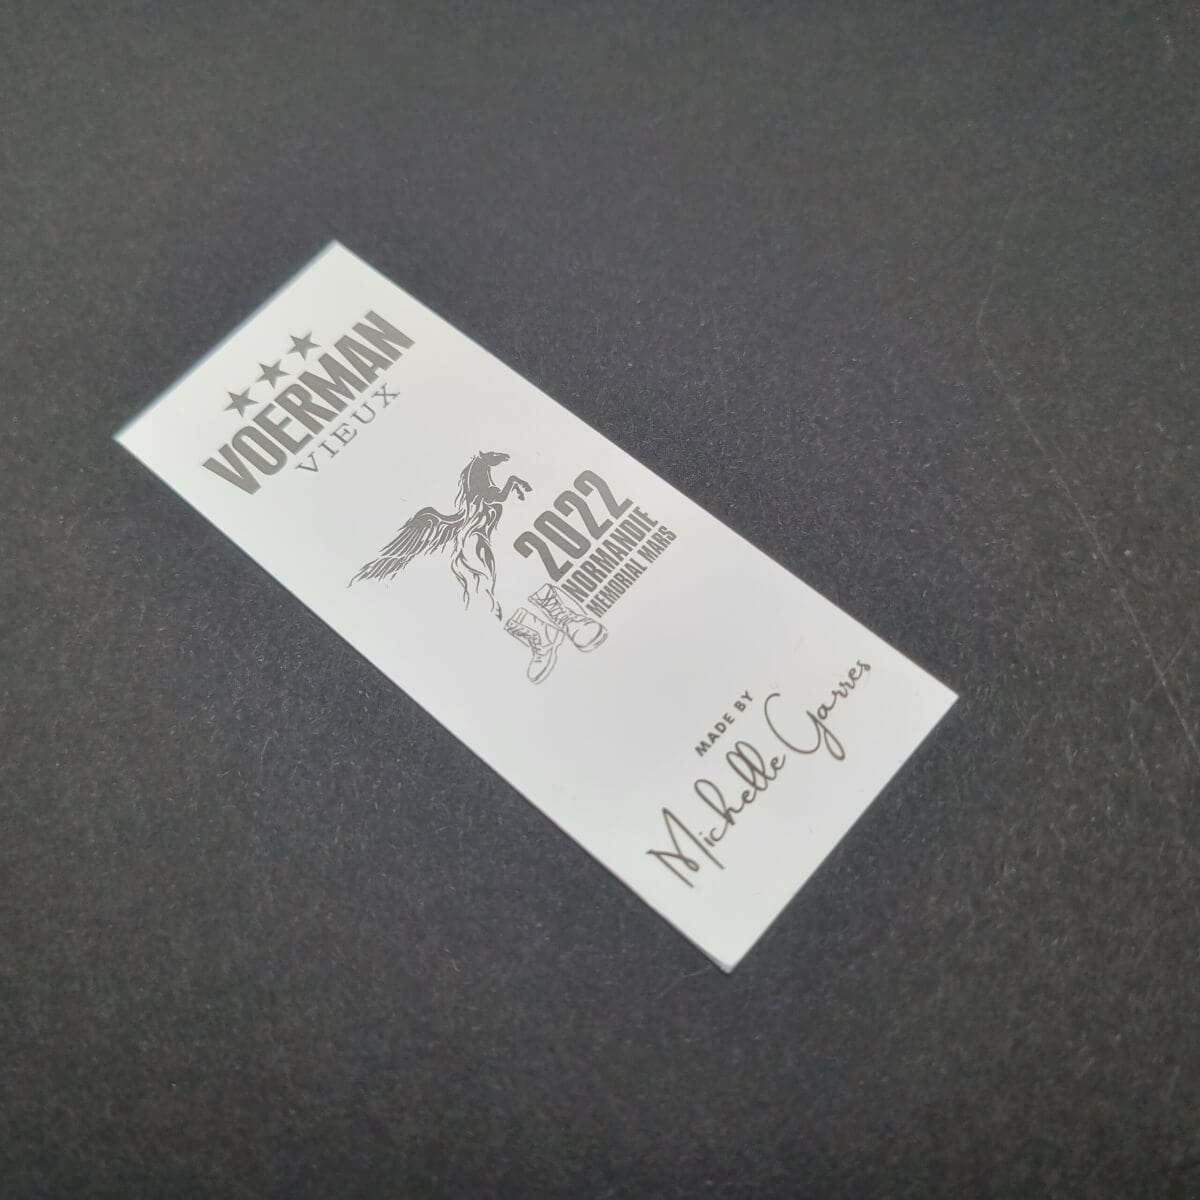 VOERMAN
VIEUX
2022
NORMANDIE
MEMORIAL MARS
MADE BY
Michelle Garres